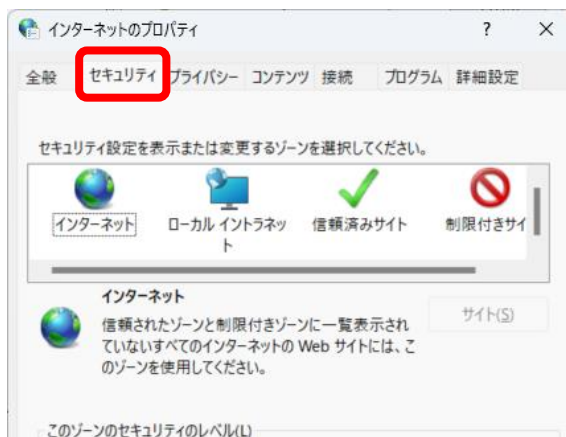 インターネットのプロパティ
? ×
全般 セキュリティ プライバシー コンテンツ 接続 プログラム 詳細設定
セキュリティ設定を表示または変更するゾーンを選択してください。
インターネット ローカル イントラネッ 信頼済みサイト 制限付きサイ
ト
インターネット
サイト(S)
信頼されたゾーンと制限付きゾーンに一覧表示され
ていないすべてのインターネットの Web サイトには、こ
のゾーンを使用してください。
このゾーンのセキュリティのレベル(L)